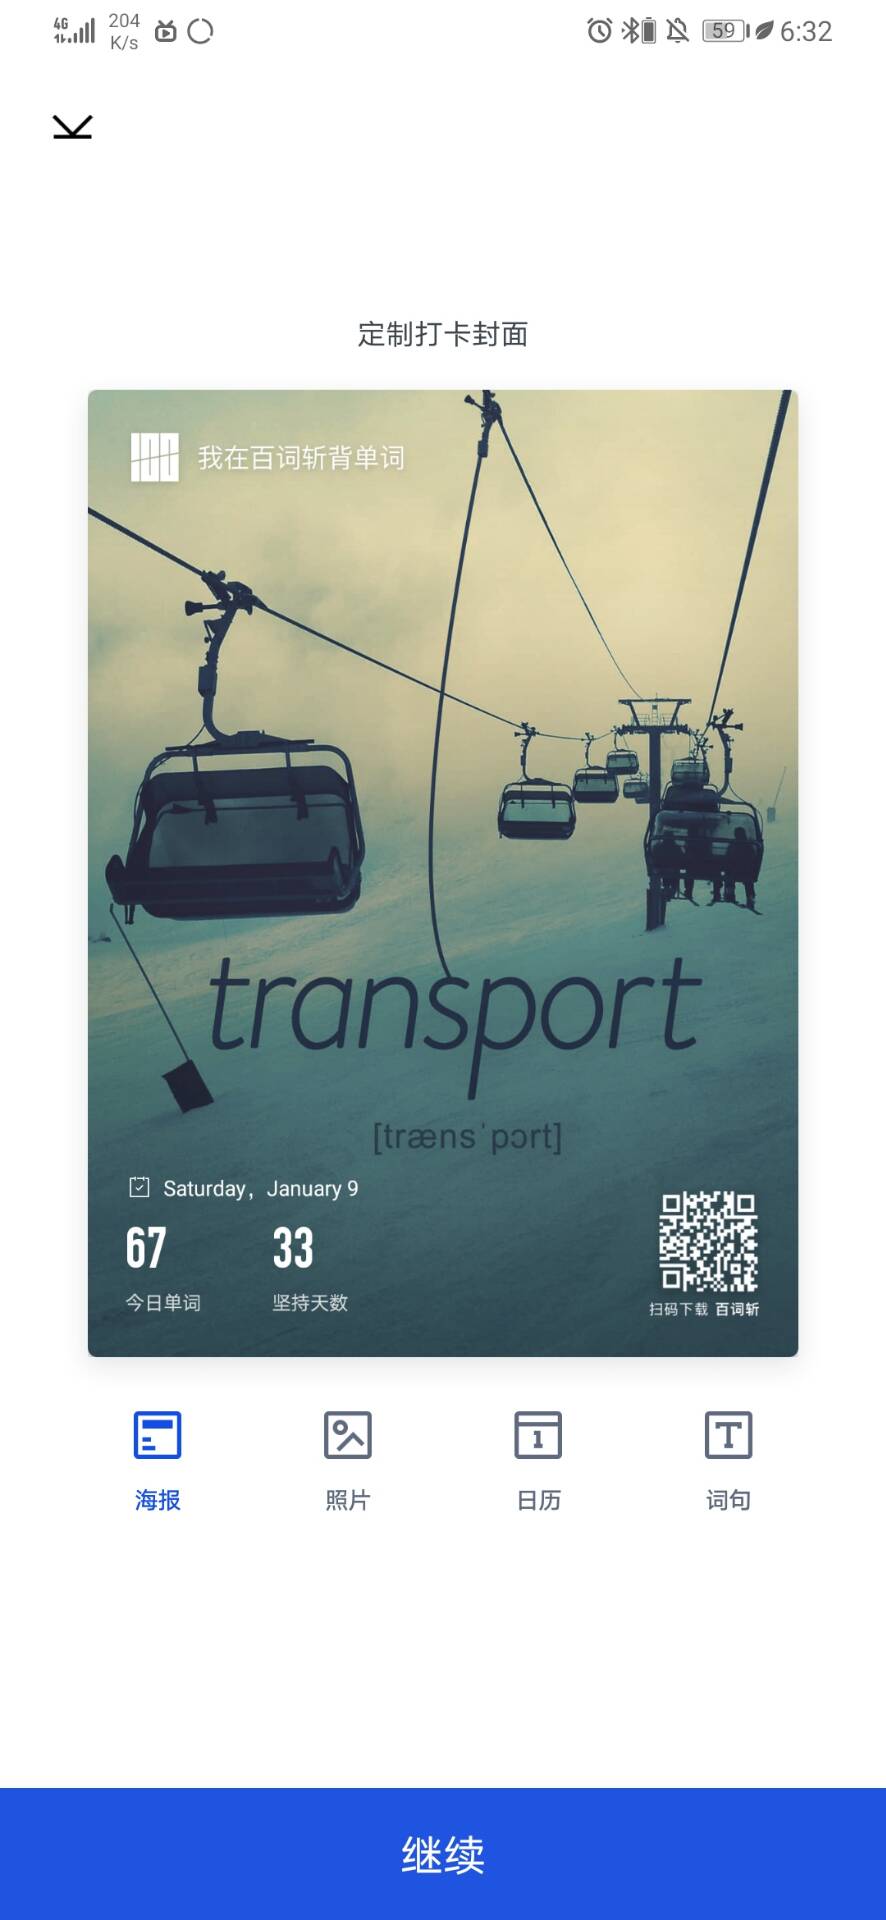 4G 204 K/s 59 6:32
定制打卡封面
我在百词斩背单词
transport
[trænsˈpɔrt]
Saturday, January 9
67 33
今日单词 坚持天数
扫码下载 百词斩
海报 照片 日历 词句
继续